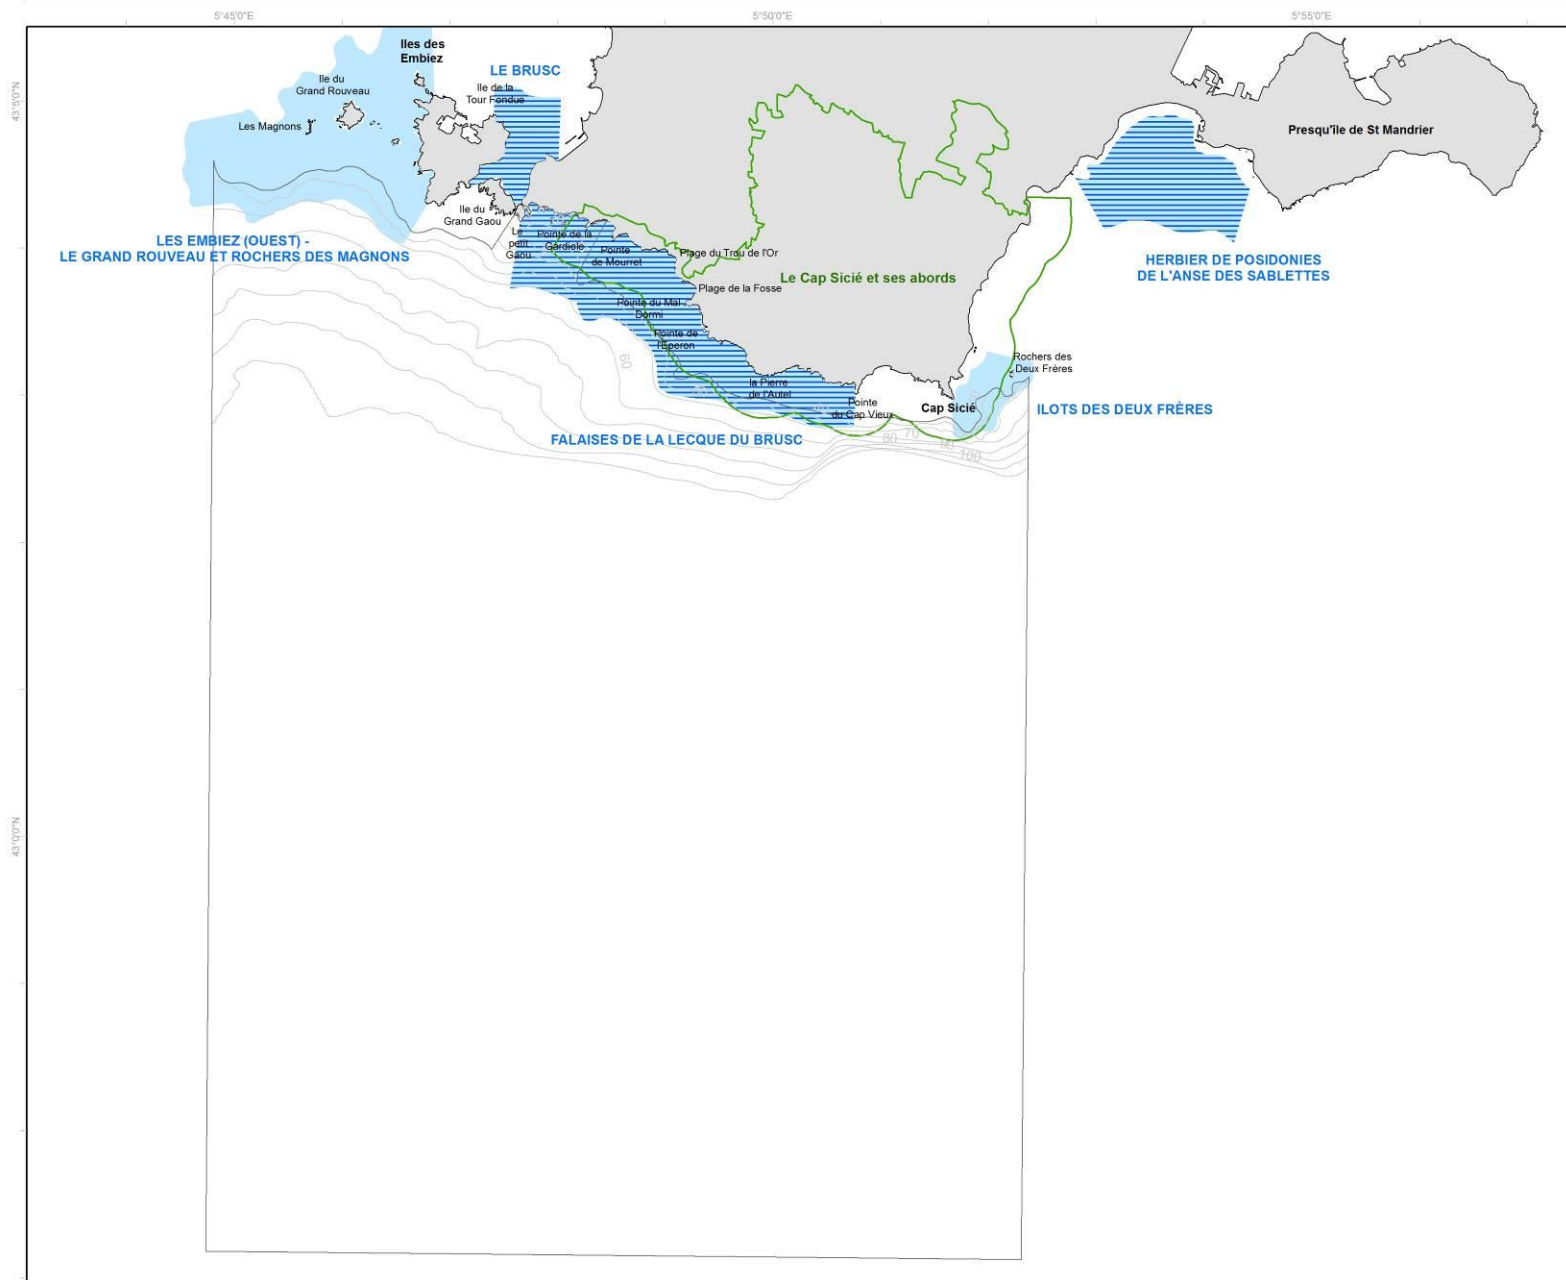 5°45'0"E
5°50'0"E
5°55'0"E
43°5'0"N
43°0'0"N
Iles des
Embiez
LE BRUSC
Ile du
Grand Rouveau
Ile de la
Tour Fondue
Les Magnons
Presqu'île de St Mandrier
Ile du
Grand Gaou
Le
petit
Gaou
Pointe de la
Gardiole
Pointe
de Mourret
Plage du Trou de l'Or
LES EMBIEZ (OUEST) -
LE GRAND ROUVEAU ET ROCHERS DES MAGNONS
HERBIER DE POSIDONIES
DE L'ANSE DES SABLETTES
Le Cap Sicié et ses abords
Plage de la Fosse
Pointe du Mal
Dormi
Pointe de
l'Eperon
60
Rochers des
Deux Frères
la Pierre
de l'Autel
Pointe
du Cap Vieux
Cap Sicié
ILOTS DES DEUX FRÈRES
FALAISES DE LA LECQUE DU BRUSC
80
70
90
100